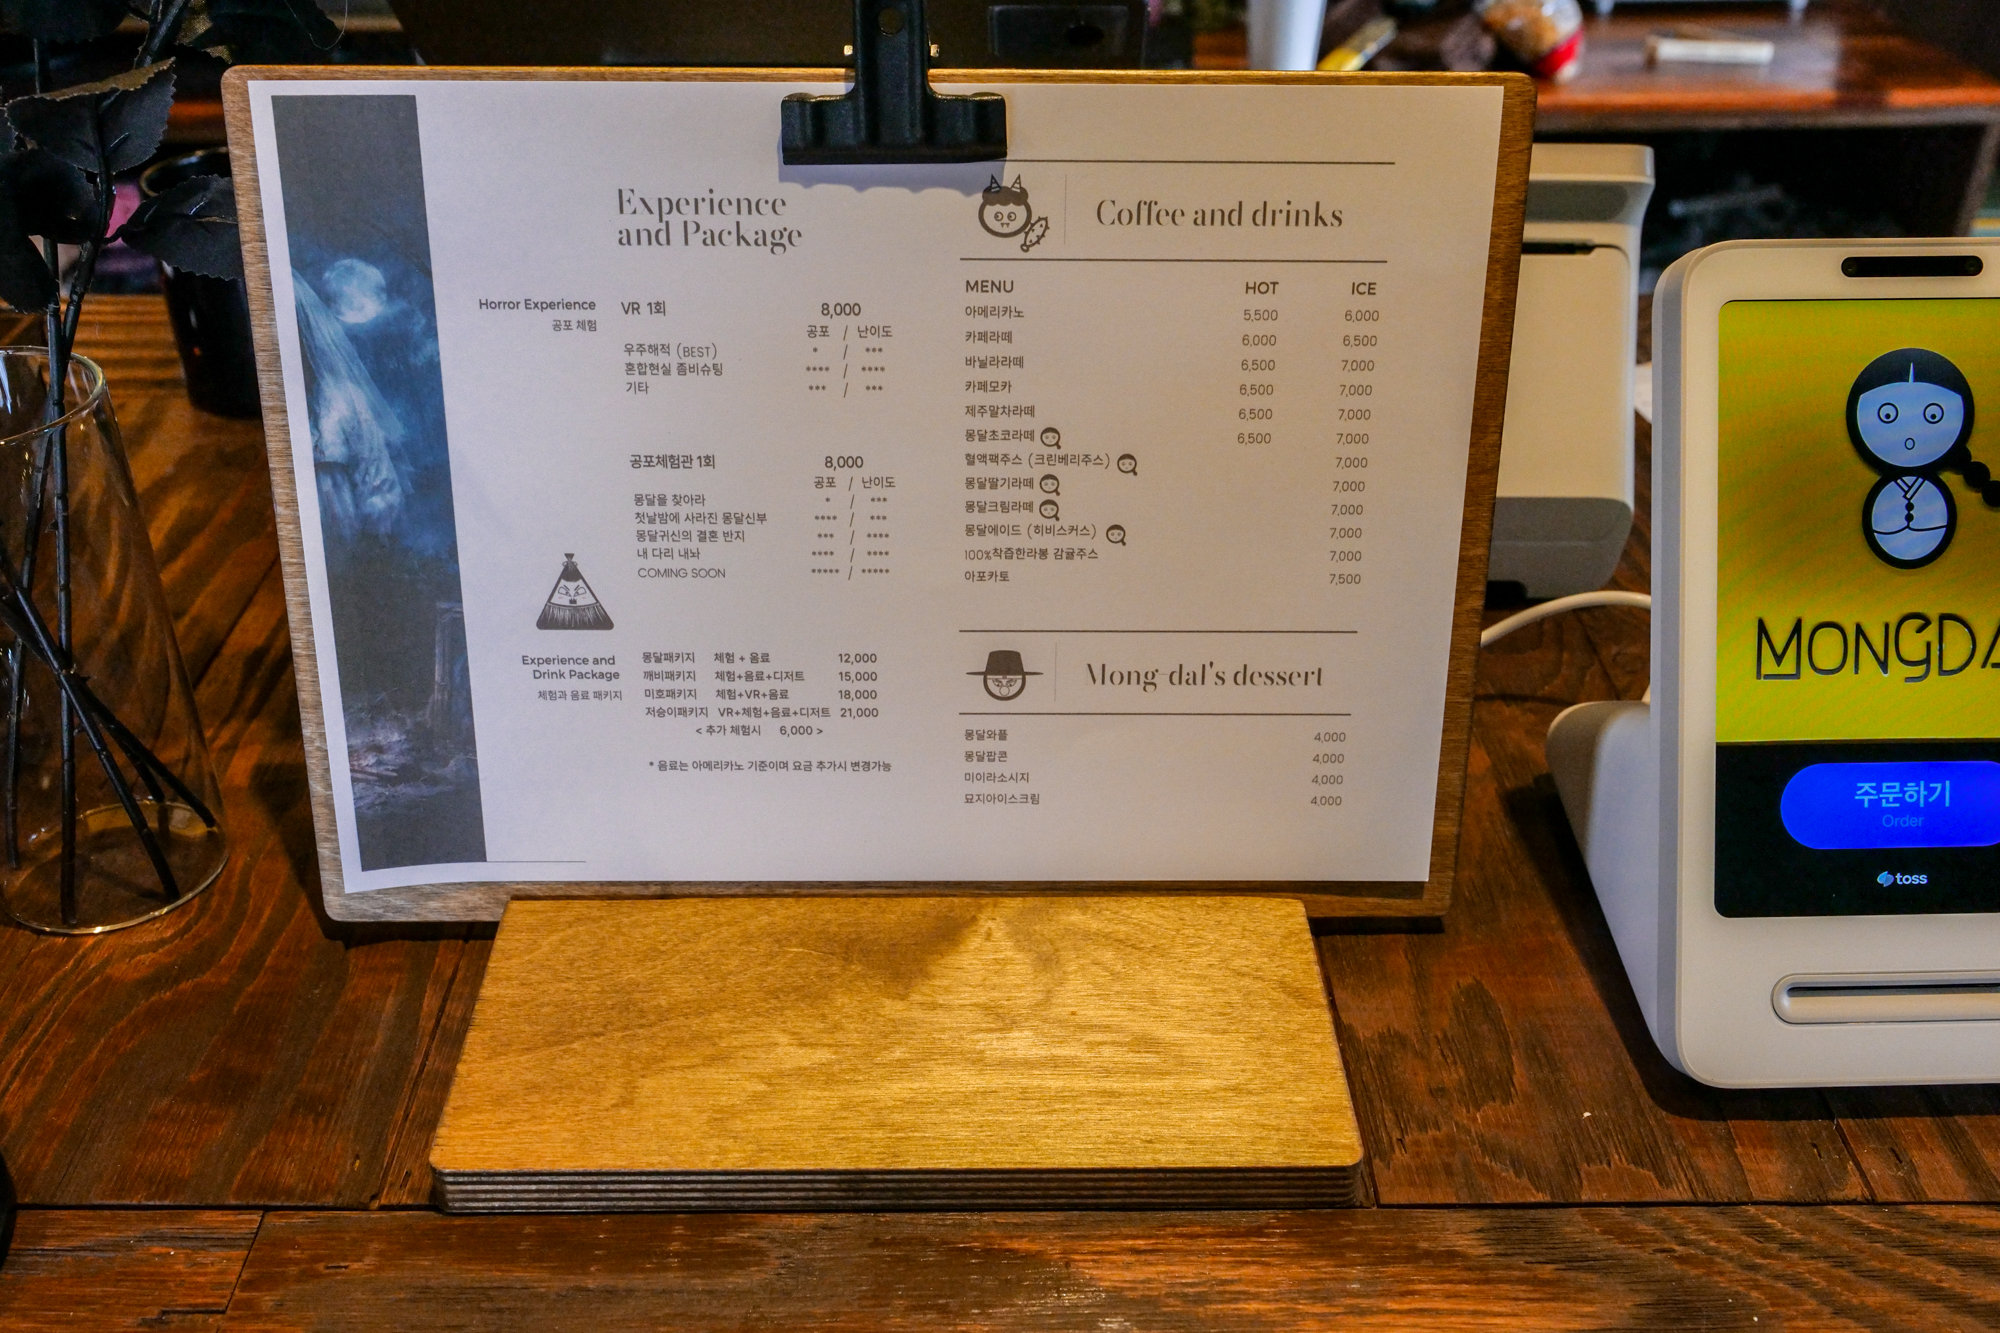 Experience
and Package
Horror Experience
공포 체험
VR 1회 8,000
공포 / 난이도
우주해적 (BEST) * / ***
혼합현실 좀비슈팅 **** / ****
기타 *** / ***
공포체험관 1회 8,000
공포 / 난이도
몽달을 찾아라 * / ***
첫날밤에 사라진 몽달신부 **** / ***
몽달귀신의 결혼 반지 *** / ****
내 다리 내놔 **** / ****
COMING SOON ***** / *****
Experience and
Drink Package
체험과 음료 패키지
몽달패키지 체험 + 음료 12,000
깨비패키지 체험+음료+디저트 15,000
미호패키지 체험+VR+음료 18,000
저승이패키지 VR+체험+음료+디저트 21,000
< 추가 체험시 6,000 >
* 음료는 아메리카노 기준이며 요금 추가시 변경가능
Coffee and drinks
MENU HOT ICE
아메리카노 5,500 6,000
카페라떼 6,000 6,500
바닐라라떼 6,500 7,000
카페모카 6,500 7,000
제주말차라떼 6,500 7,000
몽달초코라떼 6,500 7,000
혈액팩주스 (크린베리주스) 7,000
몽달딸기라떼 7,000
몽달크림라떼 7,000
몽달에이드 (히비스커스) 7,000
100%착즙한라봉 감귤주스 7,000
아포카토 7,500
Mong-dal's dessert
몽달와플 4,000
몽달팝콘 4,000
미이라소시지 4,000
묘지아이스크림 4,000
MONGDA
주문하기
Order
toss